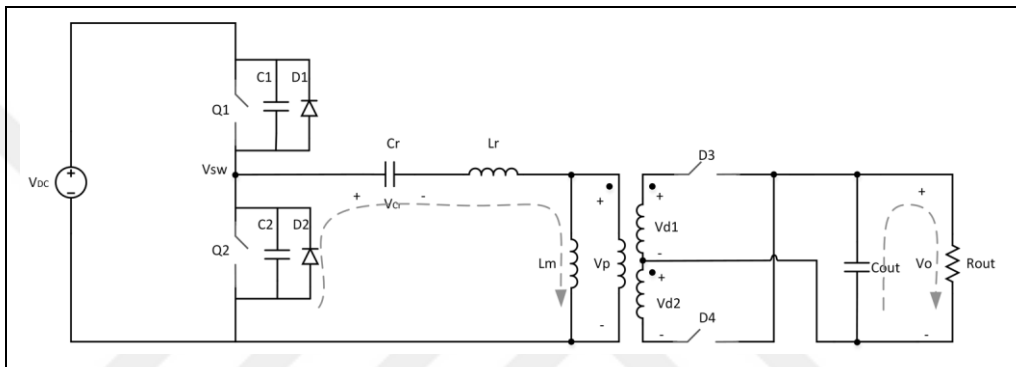 C1 D1
Q1
Cr Lr
D3
VDC
Vsw
+ -
VCr
+ -
+
Vd1
-
+
Q2
C2 D2
Lm
Vp
-
+
Vd2
-
D4
Cout
+
Vo
-
Rout